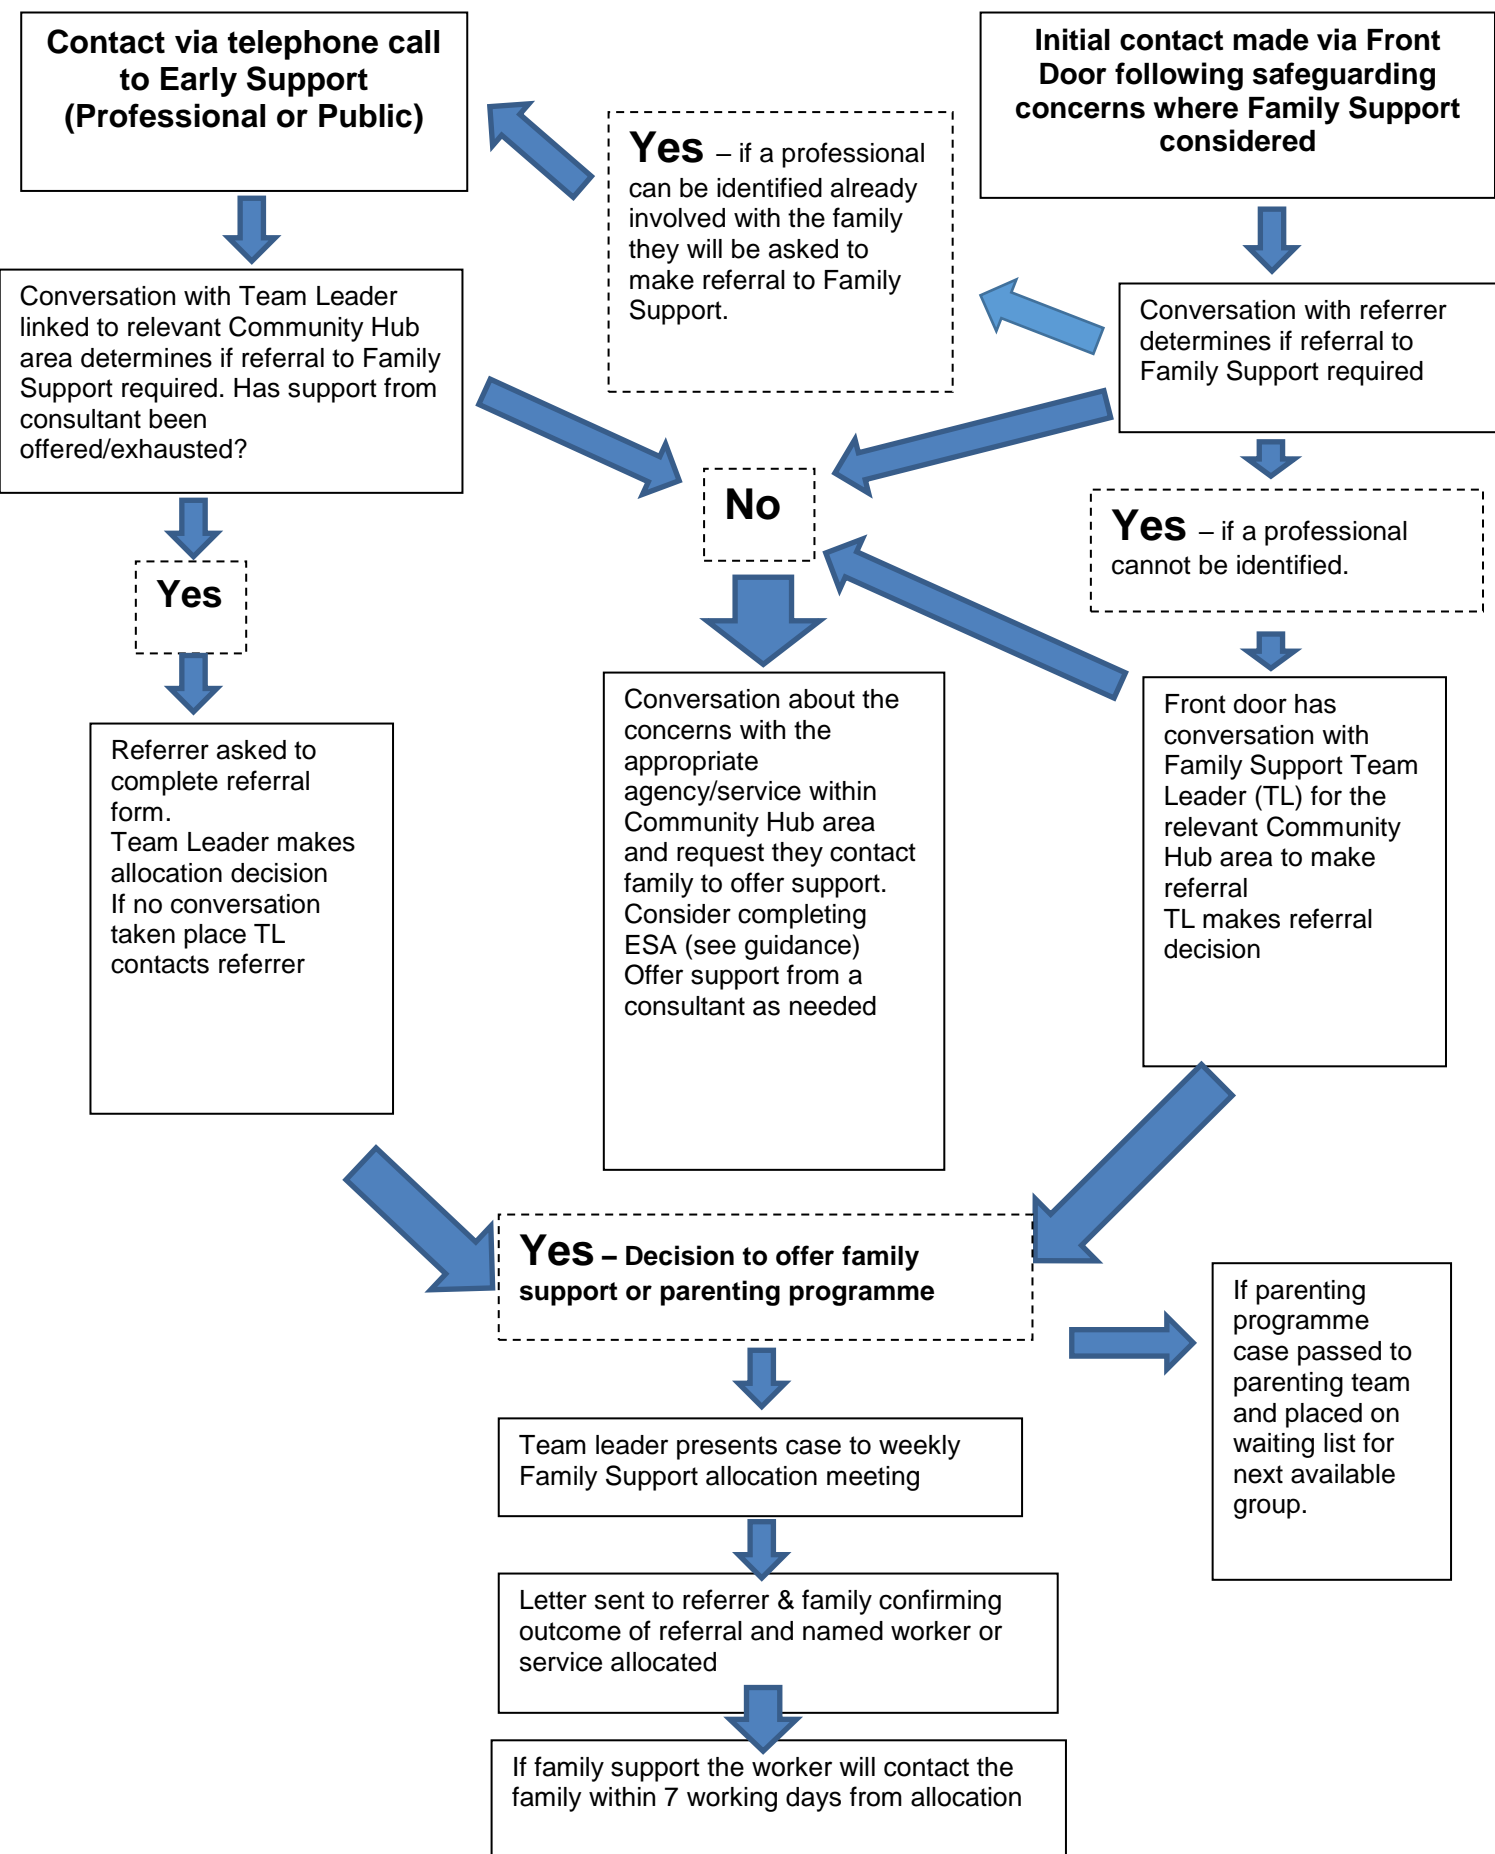 Contact via telephone call
to Early Support
(Professional or Public)
Initial contact made via Front
Door following safeguarding
concerns where Family Support
considered
Yes – if a professional
can be identified already
involved with the family
they will be asked to
make referral to Family
Support.
Conversation with Team Leader
linked to relevant Community Hub
area determines if referral to Family
Support required. Has support from
consultant been
offered/exhausted?
Conversation with referrer
determines if referral to
Family Support required
No
Yes – if a professional
cannot be identified.
Yes
Referrer asked to
complete referral
form.
Team Leader makes
allocation decision
If no conversation
taken place TL
contacts referrer
Conversation about the
concerns with the
appropriate
agency/service within
Community Hub area
and request they contact
family to offer support.
Consider completing
ESA (see guidance)
Offer support from a
consultant as needed
Front door has
conversation with
Family Support Team
Leader (TL) for the
relevant Community
Hub area to make
referral
TL makes referral
decision
Yes – Decision to offer family
support or parenting programme
If parenting
programme
case passed to
parenting team
and placed on
waiting list for
next available
group.
Team leader presents case to weekly
Family Support allocation meeting
Letter sent to referrer & family confirming
outcome of referral and named worker or
service allocated
If family support the worker will contact the
family within 7 working days from allocation